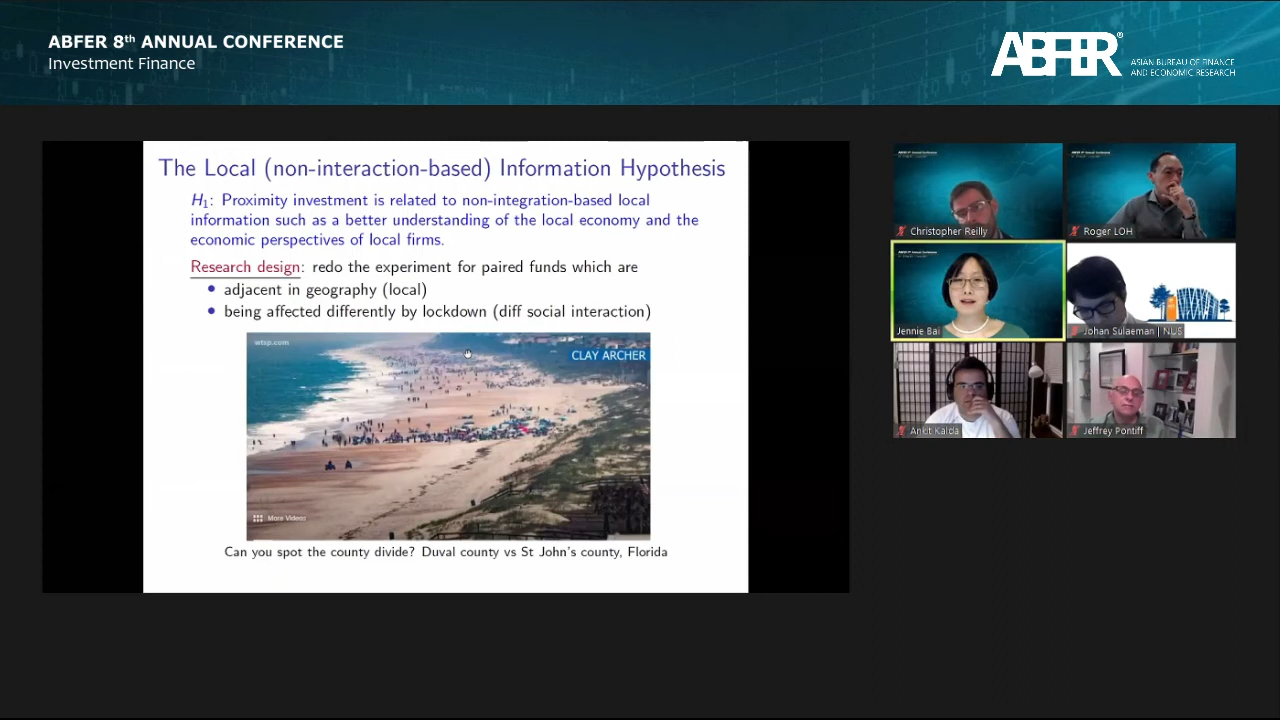 ABFER 8th ANNUAL CONFERENCE
Investment Finance
ABFER®
ASIAN BUREAU OF FINANCE
AND ECONOMIC RESEARCH
The Local (non-interaction-based) Information Hypothesis
H1: Proximity investment is related to non-integration-based local
information such as a better understanding of the local economy and the
economic perspectives of local firms.
Research design: redo the experiment for paired funds which are
• adjacent in geography (local)
• being affected differently by lockdown (diff social interaction)
wtsp.com
CLAY ARCHER
More Videos
Can you spot the county divide? Duval county vs St John's county, Florida
Christopher Reilly
Roger LOH
Jennie Bai
Johan Sulaeman | NUS
Ankit Kalda
Jeffrey Pontiff